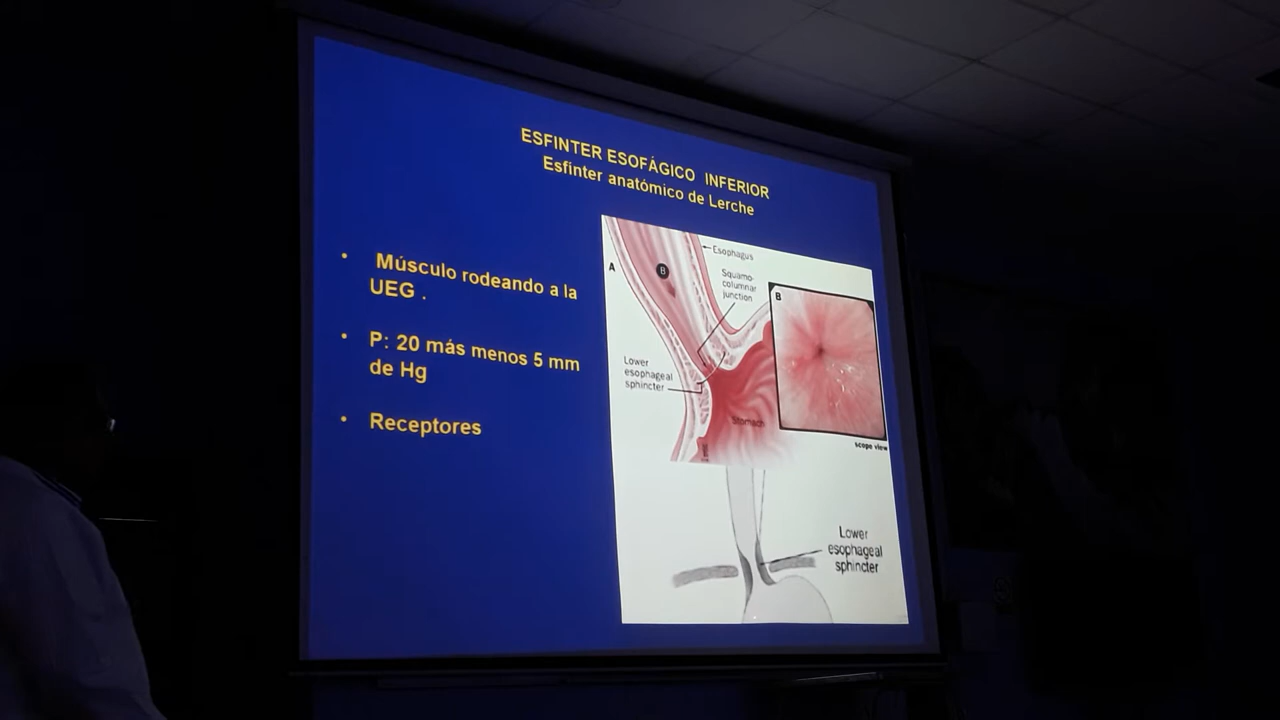 ESFINTER ESOFÁGICO INFERIOR
Esfinter anatómico de Lerche
• Músculo rodeando a la
UEG .
• P: 20 más menos 5 mm
de Hg
• Receptores
A
B
Esophagus
Squamo-
columnar
junction
B
Lower
esophageal
sphincter
Stomach
scope view
Lower
esophageal
sphincter